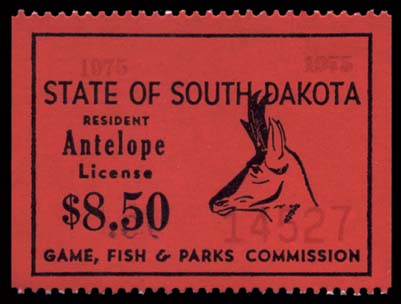 1975 1975
STATE OF SOUTH DAKOTA
RESIDENT
Antelope
License
$8.50
14327
GAME, FISH & PARKS COMMISSION